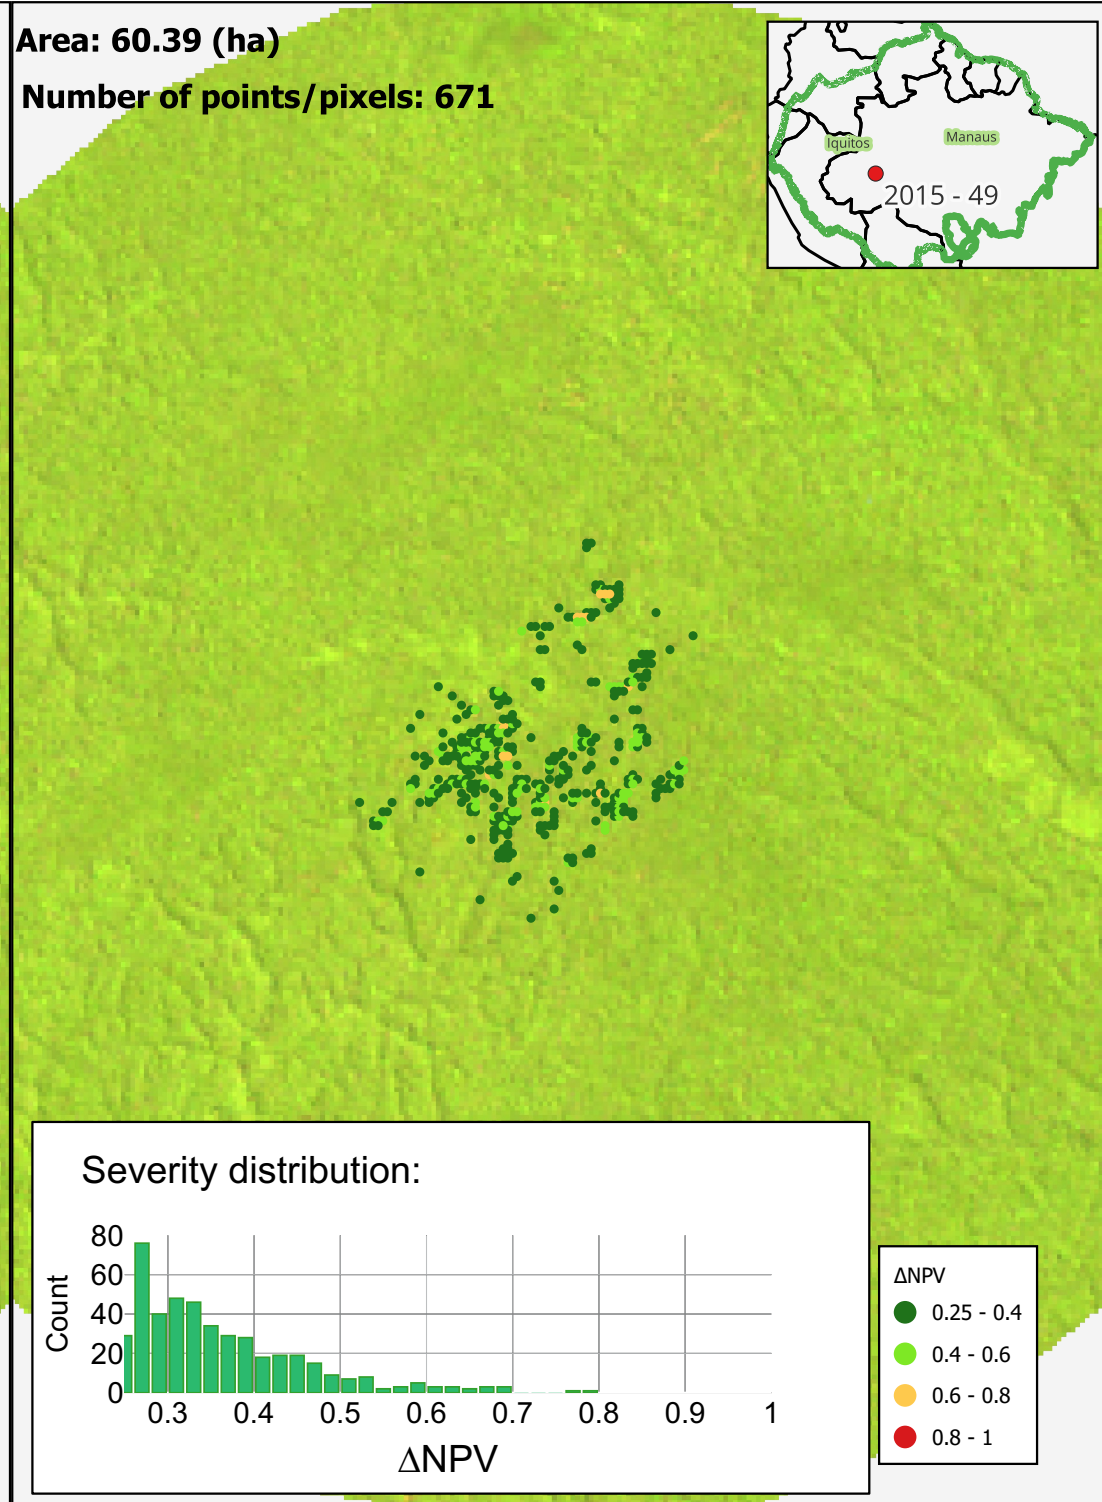 Area: 60.39 (ha)
Number of points/pixels: 671
Iquitos
Manaus
2015 - 49
Severity distribution:
80
60
40
20
0
Count
0.3 0.4 0.5 0.6 0.7 0.8 0.9 1
ΔNPV
ΔNPV
0.25 - 0.4
0.4 - 0.6
0.6 - 0.8
0.8 - 1